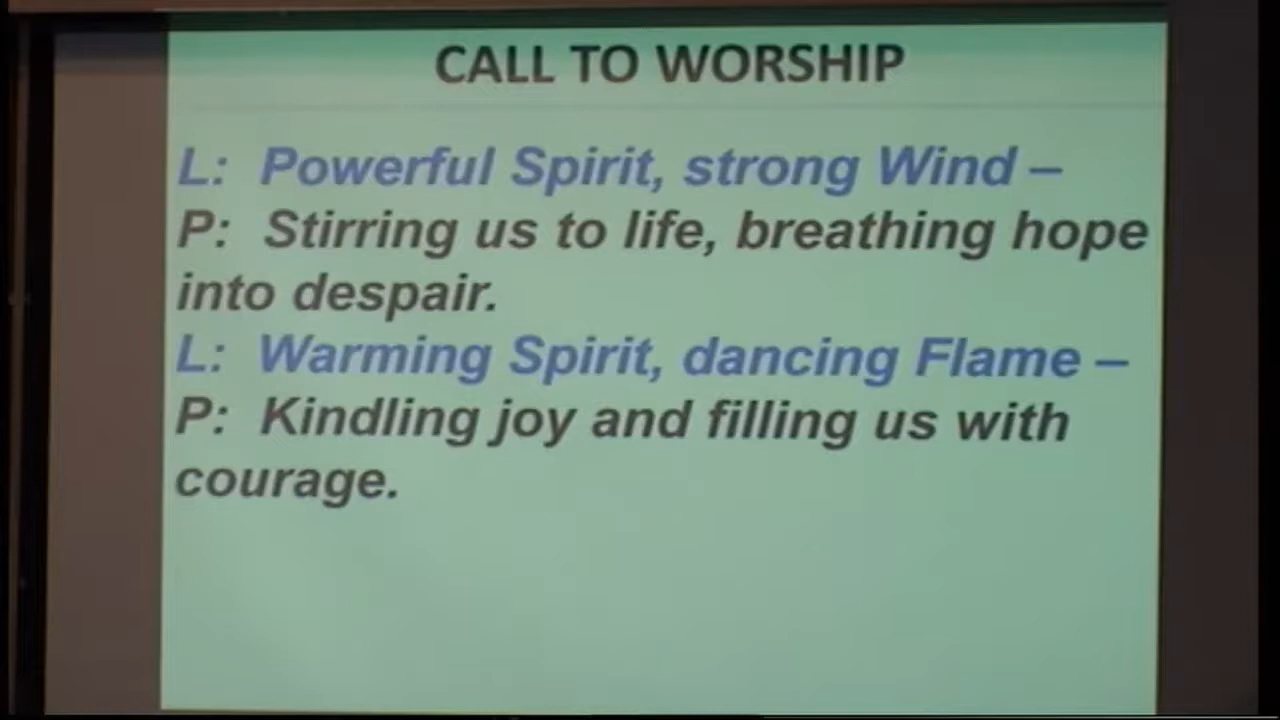 CALL TO WORSHIP
L: Powerful Spirit, strong Wind –
P: Stirring us to life, breathing hope
into despair.
L: Warming Spirit, dancing Flame –
P: Kindling joy and filling us with
courage.